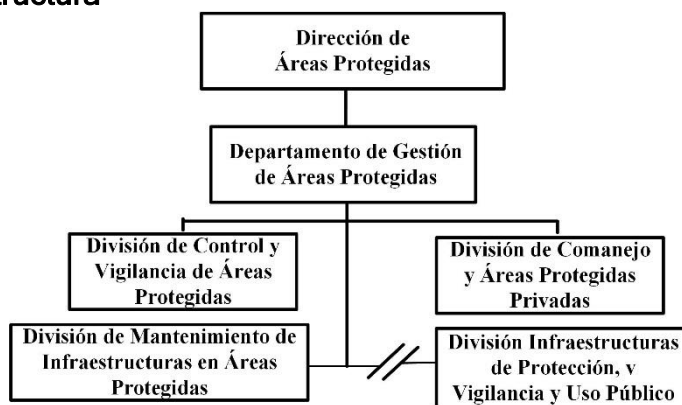 Dirección de
Áreas Protegidas
Departamento de Gestión
de Áreas Protegidas
División de Control y
Vigilancia de Áreas
Protegidas
División de Comanejo
y Áreas Protegidas
Privadas
División de Mantenimiento de
Infraestructuras en Áreas
Protegidas
División Infraestructuras
de Protección, v
Vigilancia y Uso Público